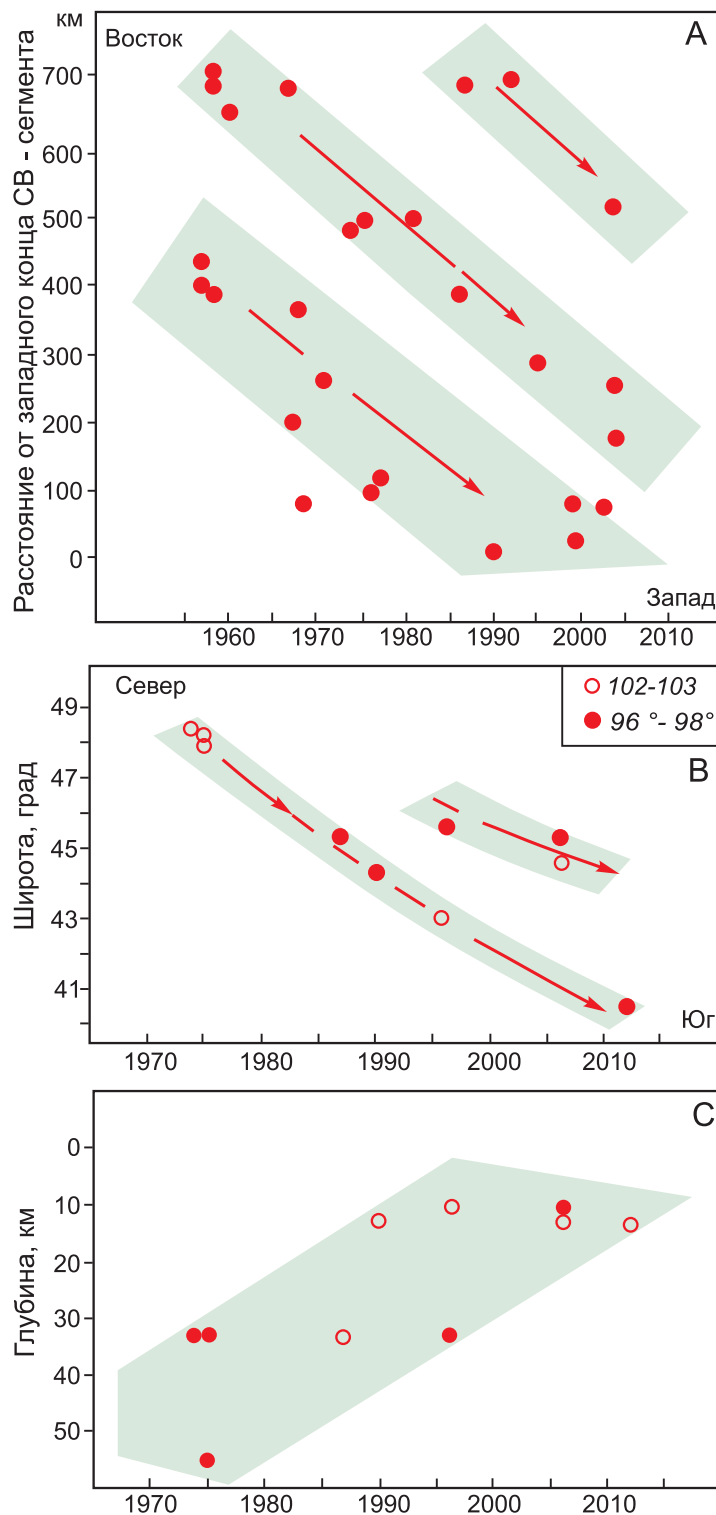 км
А
Восток
700
600
500
400
300
200
100
0
Расстояние от западного конца СВ - сегмента
Запад
1960 1970 1980 1990 2000 2010
Север
102-103
96 °- 98°
В
49
47
45
43
41
Широта, град
Юг
1970 1980 1990 2000 2010
С
0
10
20
30
40
50
Глубина, км
1970 1980 1990 2000 2010